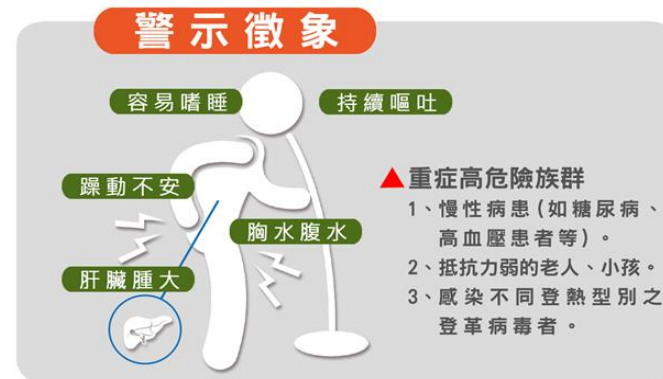 警示徵象
容易嗜睡
持續嘔吐
躁動不安
胸水腹水
肝臟腫大
▲重症高危險族群
1、慢性病患(如糖尿病、
高血壓患者等)。
2、抵抗力弱的老人、小孩。
3、感染不同登熱型別之
登革病毒者。